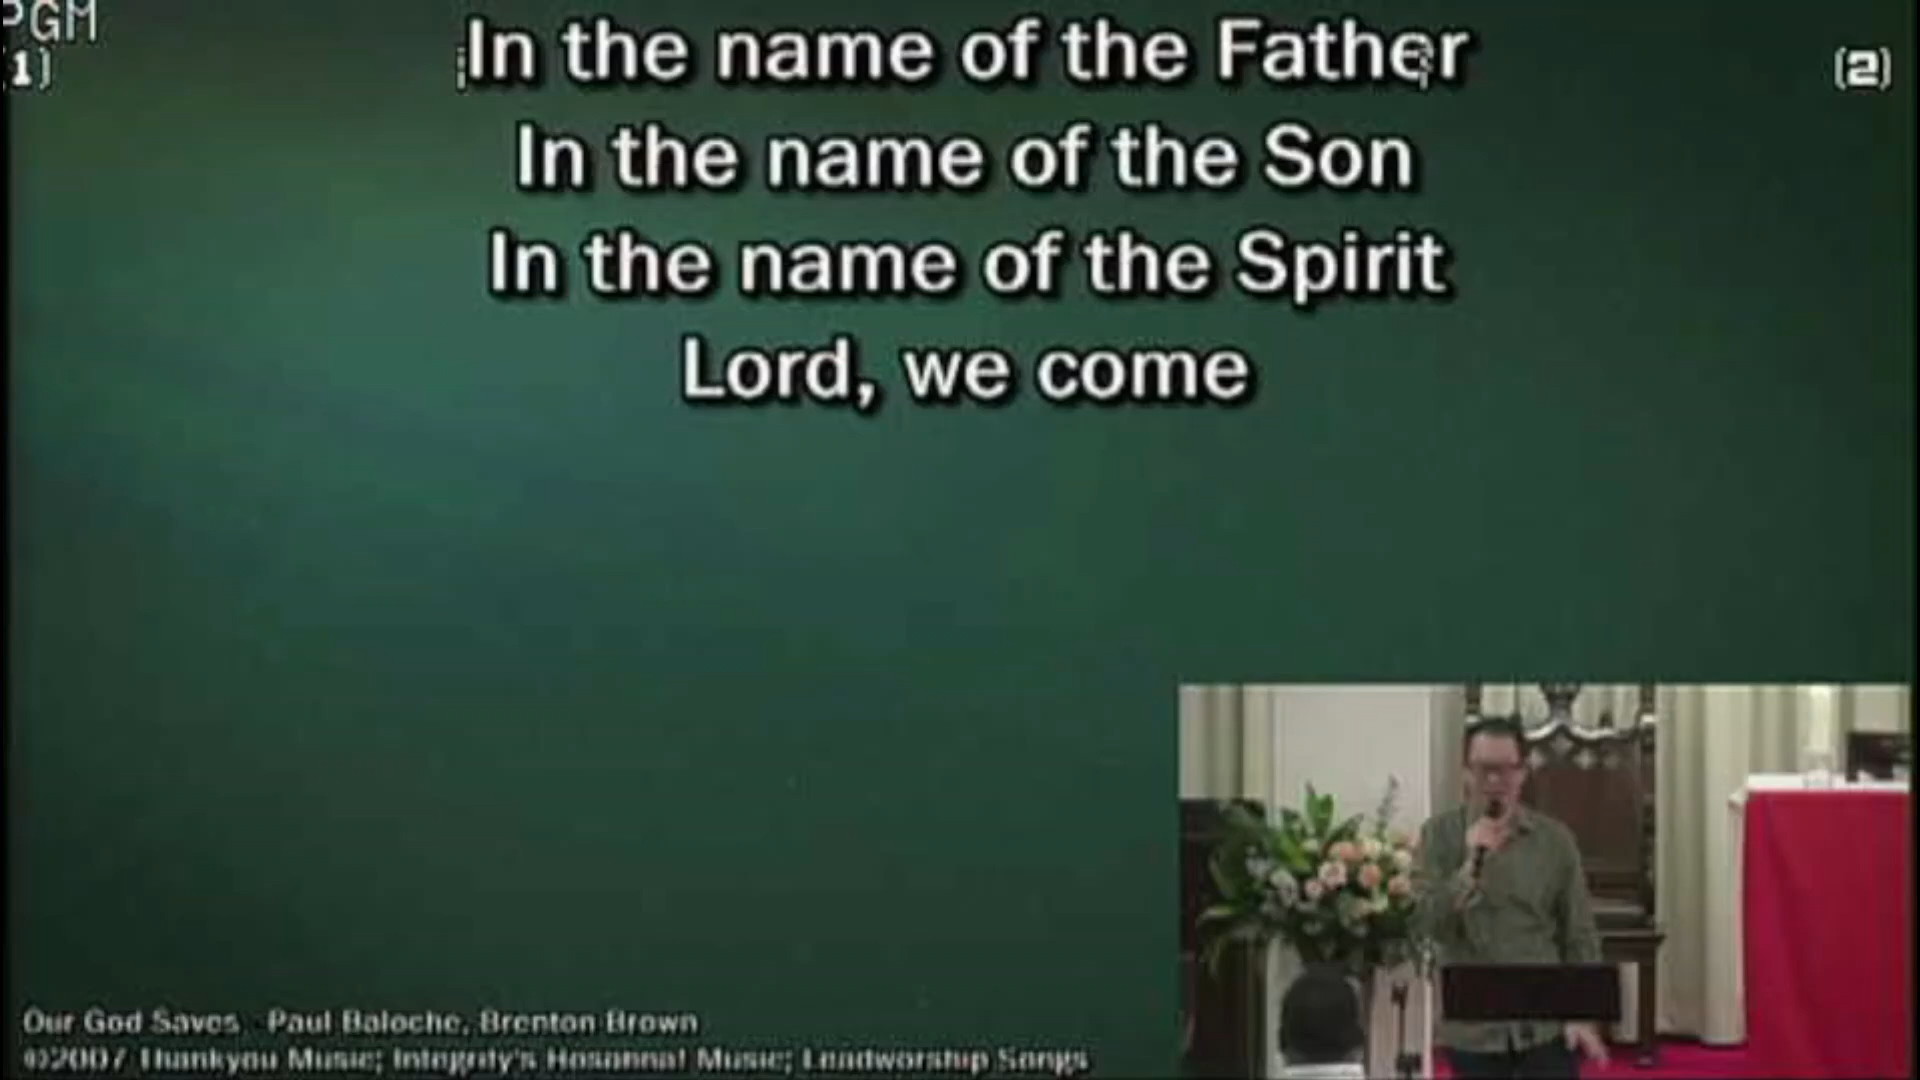 PGM
1)
(2)
In the name of the Father
In the name of the Son
In the name of the Spirit
Lord, we come
Our God Saves - Paul Baloche, Brenton Brown
©2007 Thankyou Music; Integrity's Hosanna! Music; Leadworship Songs